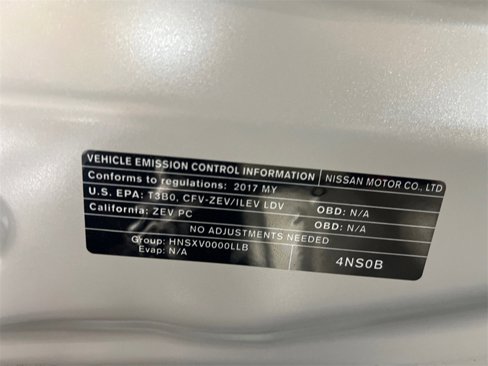 VEHICLE EMISSION CONTROL INFORMATION NISSAN MOTOR CO., LTD
Conforms to regulations: 2017 MY
U.S. EPA: T3B0, CFV-ZEV/ILEV LDV OBD: N/A
California: ZEV PC OBD: N/A
NO ADJUSTMENTS NEEDED
Group: HNSXV0000LLB
Evap: N/A
4NS0B